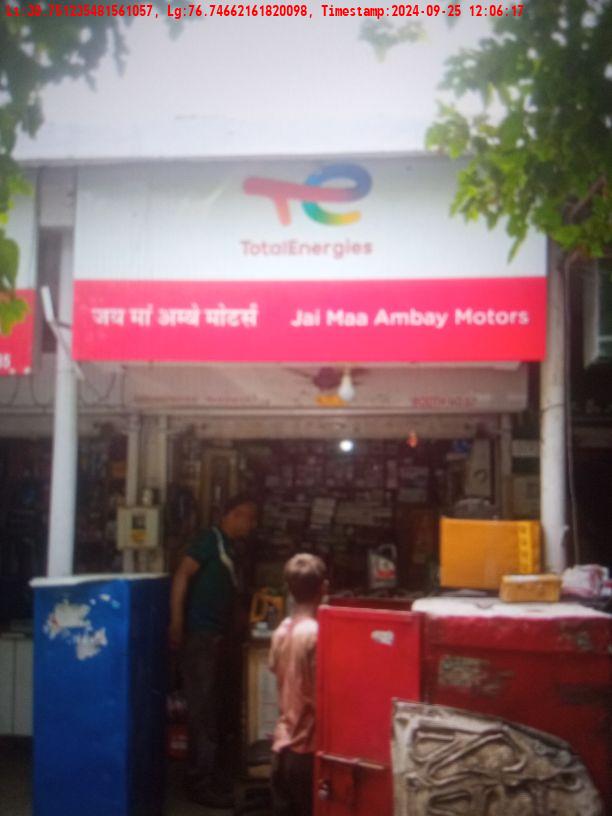 La:30.751235481561057, Lg:76.74662161820098, Timestamp:2024-09-25 12:06:17
TotalEnergies
जय मां अम्बे मोटर्स Jai Maa Ambay Motors